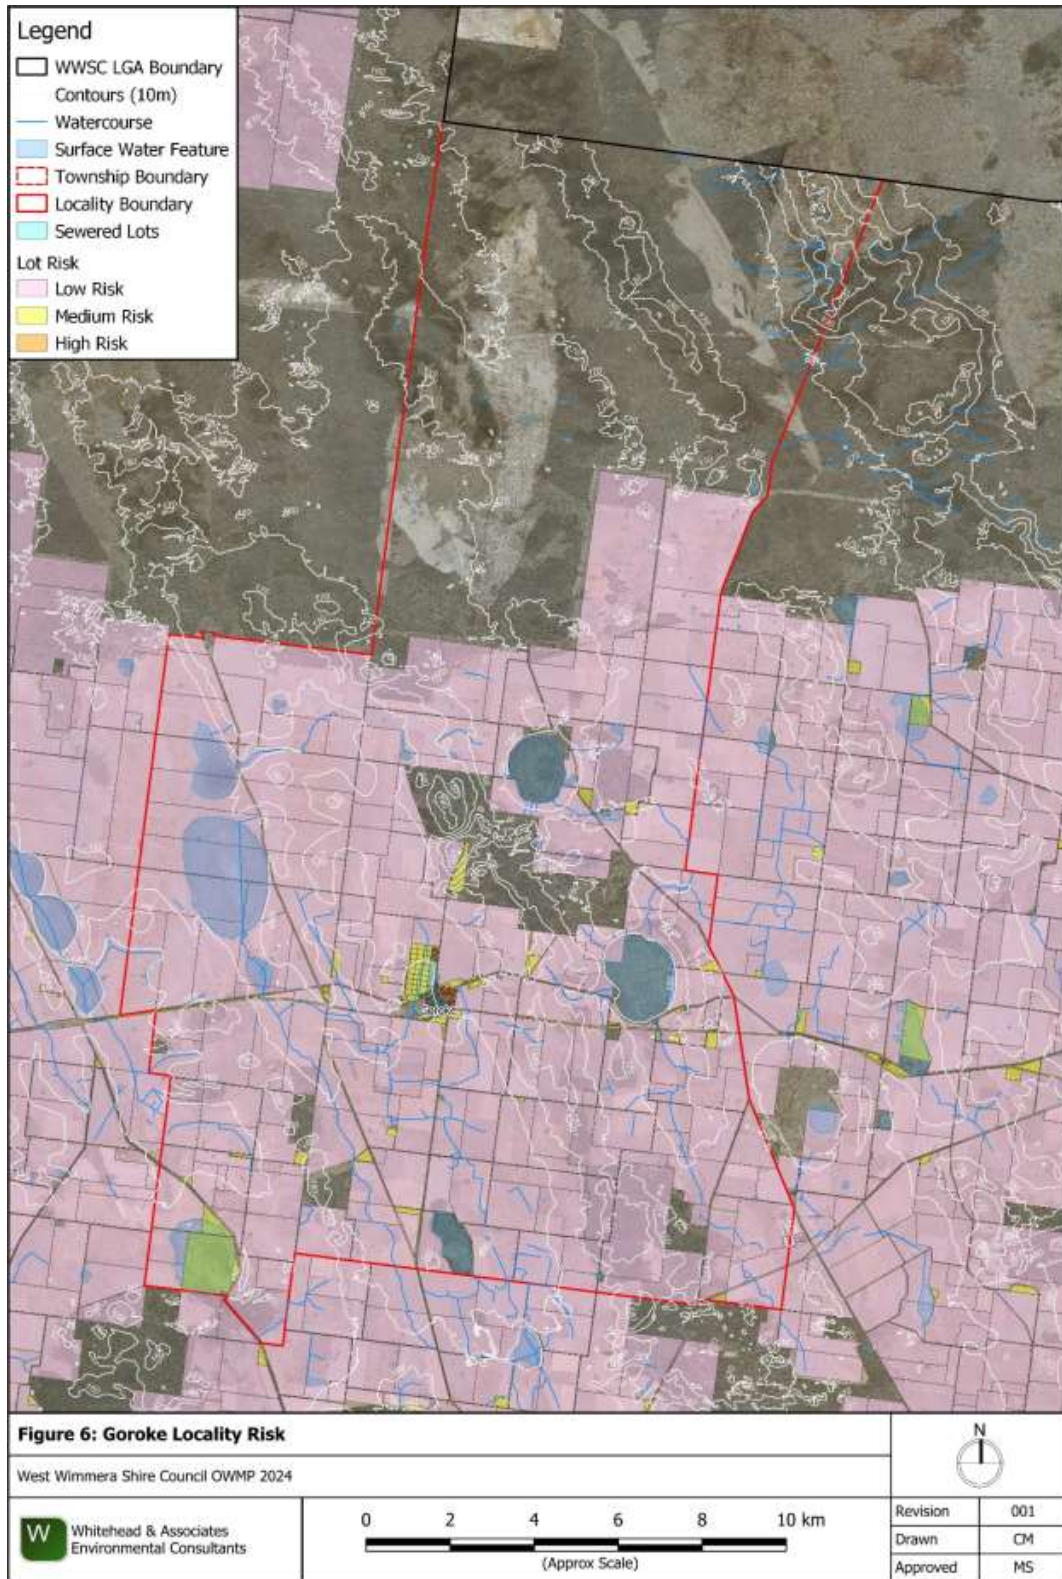 Legend
WWSC LGA Boundary
Contours (10m)
Watercourse
Surface Water Feature
Township Boundary
Locality Boundary
Sewered Lots
Lot Risk
Low Risk
Medium Risk
High Risk
Goroke
Figure 6: Goroke Locality Risk
West Wimmera Shire Council OWMP 2024
N
W
Whitehead & Associates
Environmental Consultants
0 2 4 6 8 10 km
(Approx Scale)
Revision 001
Drawn CM
Approved MS